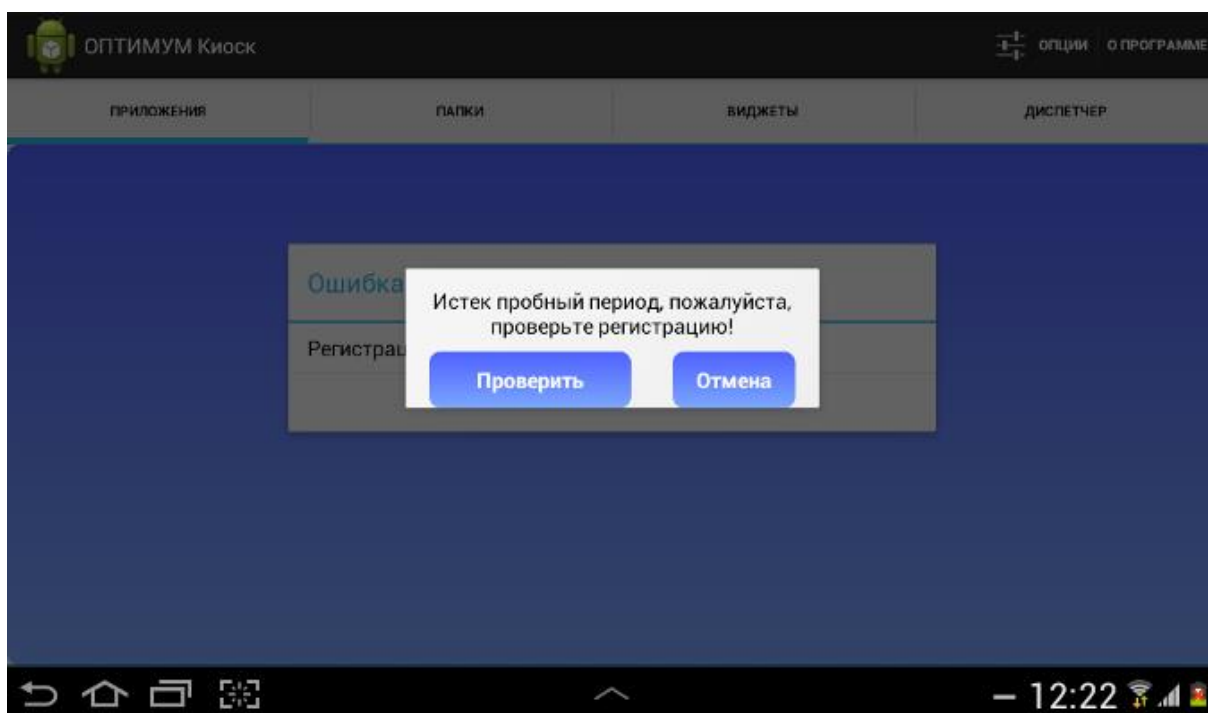 ОПТИМУМ Киоск
ОПЦИИ О ПРОГРАММЕ
ПРИЛОЖЕНИЯ ПАПКИ ВИДЖЕТЫ ДИСПЕТЧЕР
Ошибка
Истек пробный период, пожалуйста,
проверьте регистрацию!
Регистрац
Проверить Отмена
12:22